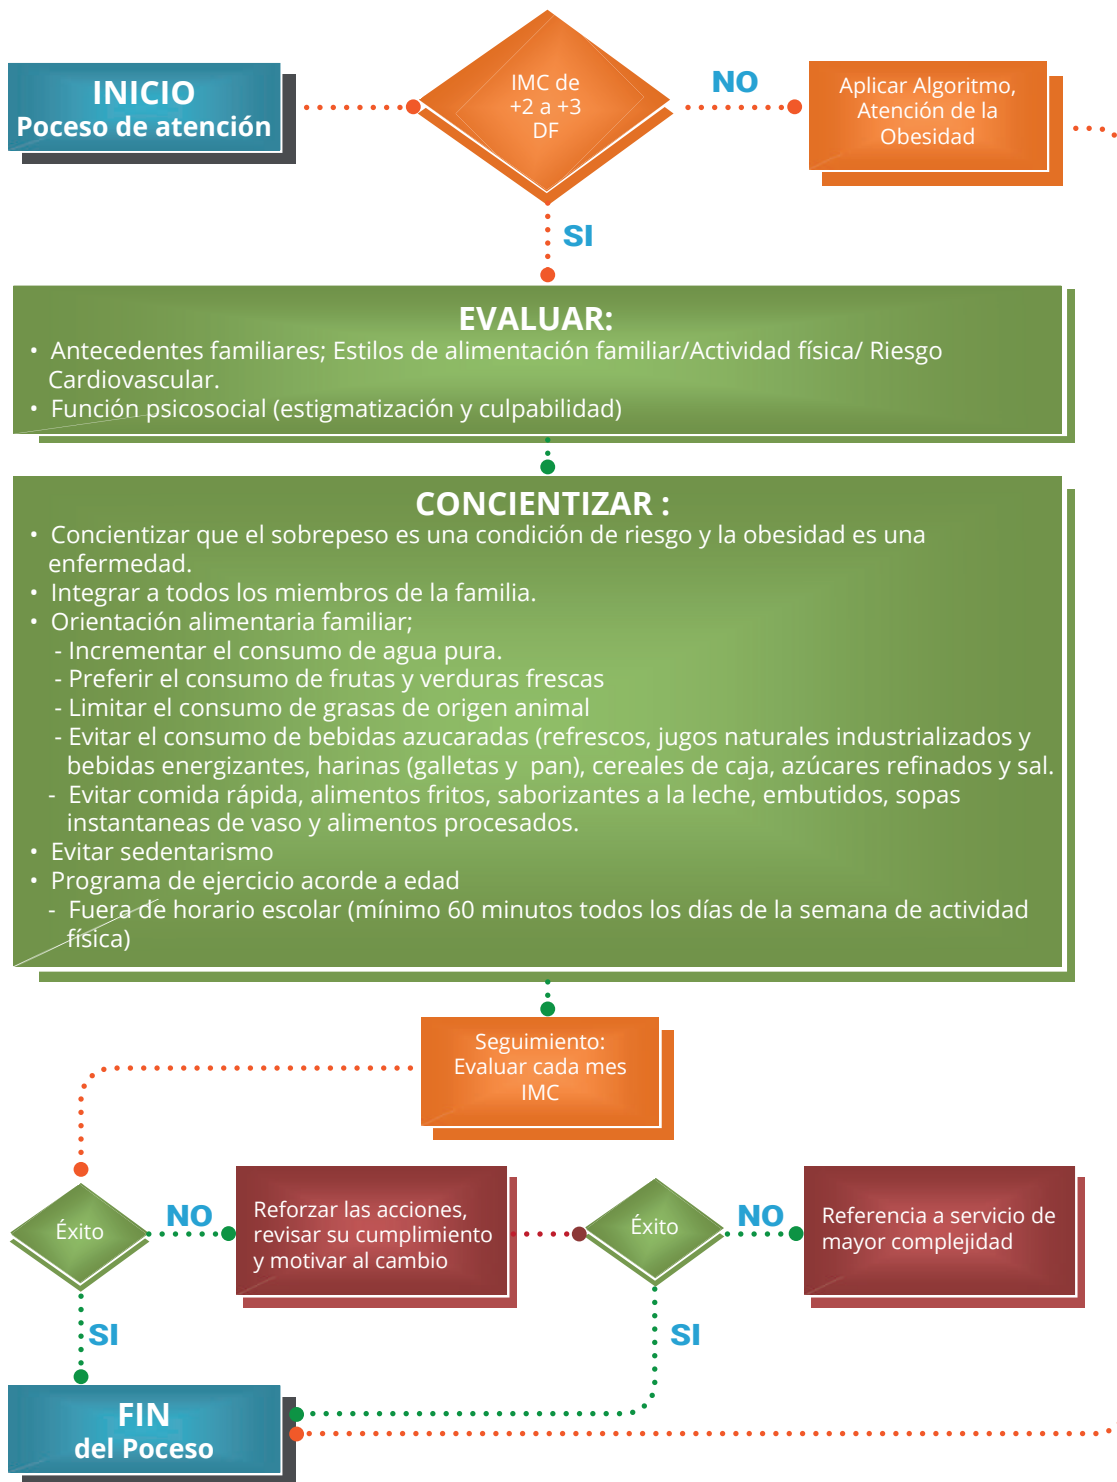 INICIO
Poceso de atención
IMC de
+2 a +3
DF
NO
Aplicar Algoritmo,
Atención de la
Obesidad
SI
EVALUAR:
• Antecedentes familiares; Estilos de alimentación familiar/Actividad física/ Riesgo
Cardiovascular.
• Función psicosocial (estigmatización y culpabilidad)
CONCIENTIZAR :
• Concientizar que el sobrepeso es una condición de riesgo y la obesidad es una
enfermedad.
• Integrar a todos los miembros de la familia.
• Orientación alimentaria familiar;
- Incrementar el consumo de agua pura.
- Preferir el consumo de frutas y verduras frescas
- Limitar el consumo de grasas de origen animal
- Evitar el consumo de bebidas azucaradas (refrescos, jugos naturales industrializados y
bebidas energizantes, harinas (galletas y pan), cereales de caja, azúcares refinados y sal.
- Evitar comida rápida, alimentos fritos, saborizantes a la leche, embutidos, sopas
instantaneas de vaso y alimentos procesados.
• Evitar sedentarismo
• Programa de ejercicio acorde a edad
- Fuera de horario escolar (mínimo 60 minutos todos los días de la semana de actividad
física)
Seguimiento:
Evaluar cada mes
IMC
Éxito
NO
Reforzar las acciones,
revisar su cumplimiento
y motivar al cambio
Éxito
NO
Referencia a servicio de
mayor complejidad
SI
SI
FIN
del Poceso